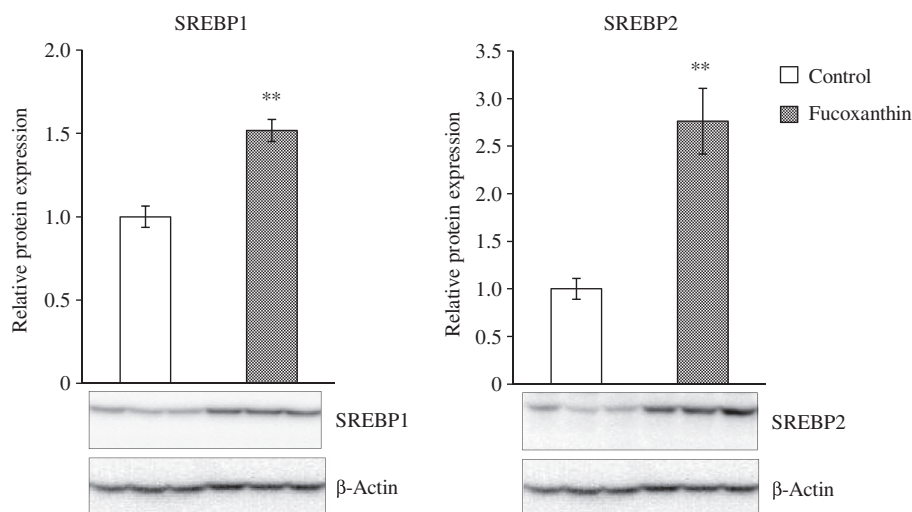 SREBP1
2.0
1.5
1.0
0.5
0
Relative protein expression
**
SREBP1
β-Actin
SREBP2
3.5
3.0
2.5
2.0
1.5
1.0
0.5
0
Relative protein expression
**
SREBP2
β-Actin
Control
Fucoxanthin